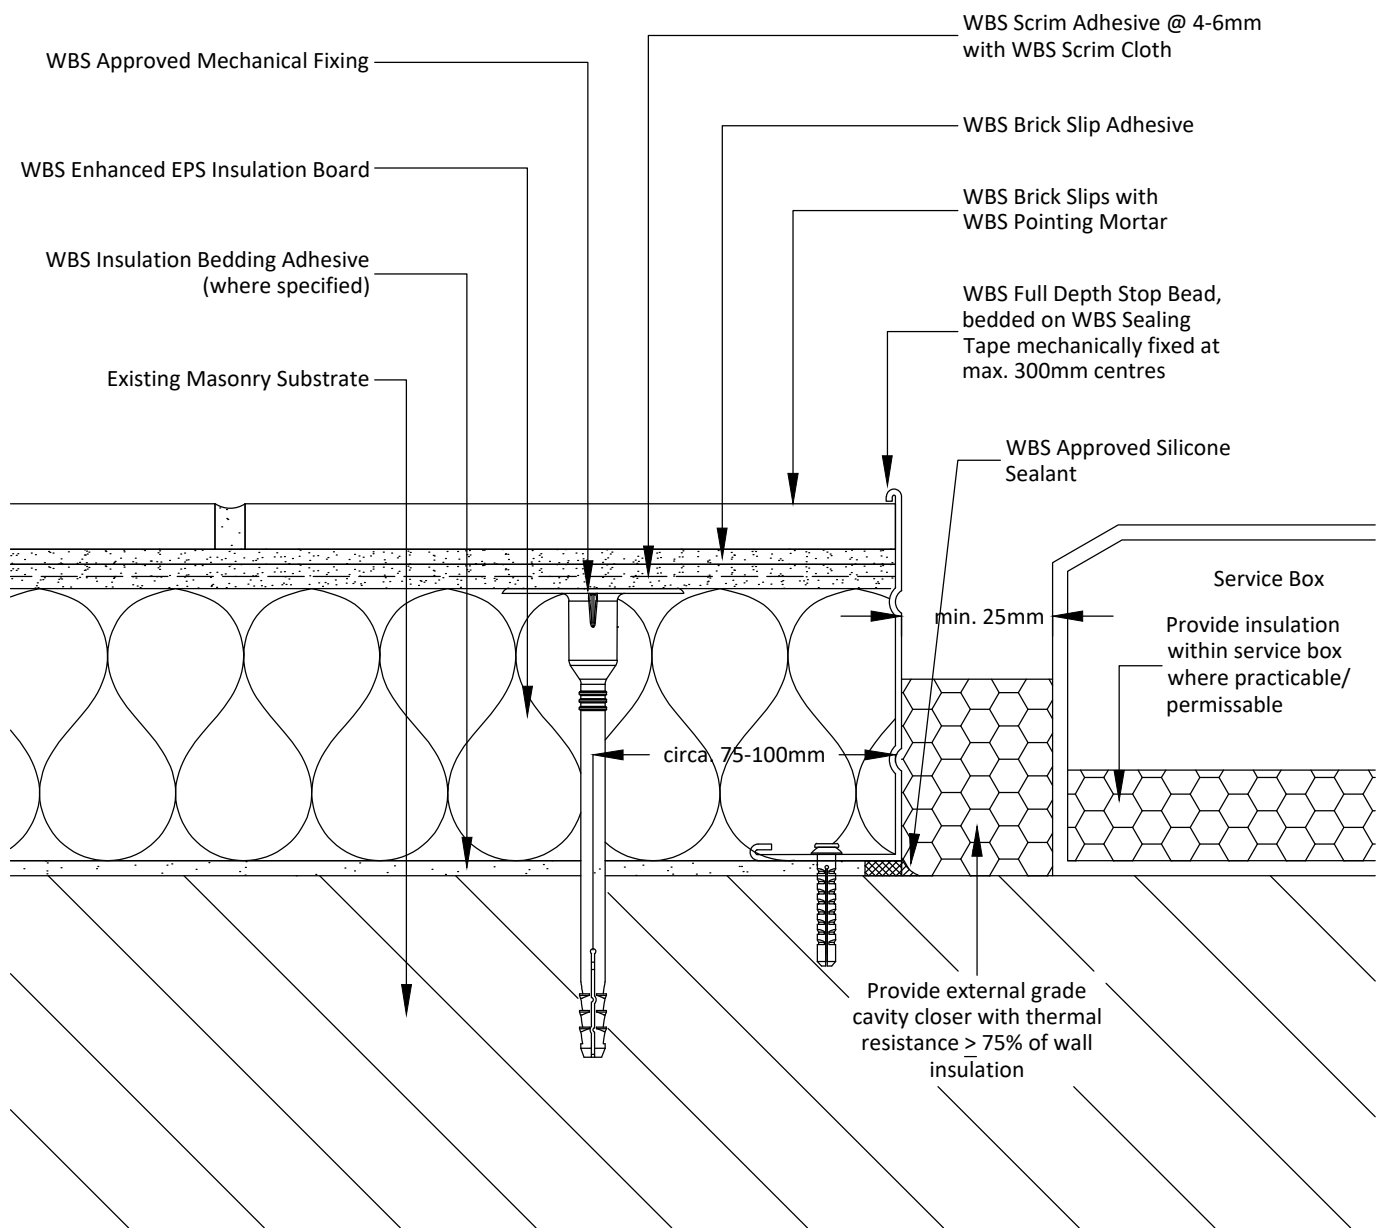 WBS Approved Mechanical Fixing
WBS Enhanced EPS Insulation Board
WBS Insulation Bedding Adhesive
(where specified)
Existing Masonry Substrate
WBS Scrim Adhesive @ 4-6mm
with WBS Scrim Cloth
WBS Brick Slip Adhesive
WBS Brick Slips with
WBS Pointing Mortar
WBS Full Depth Stop Bead,
bedded on WBS Sealing
Tape mechanically fixed at
max. 300mm centres
WBS Approved Silicone
Sealant
Service Box
min. 25mm
Provide insulation
within service box
where practicable/
permissable
circa. 75-100mm
Provide external grade
cavity closer with thermal
resistance ≥ 75% of wall
insulation